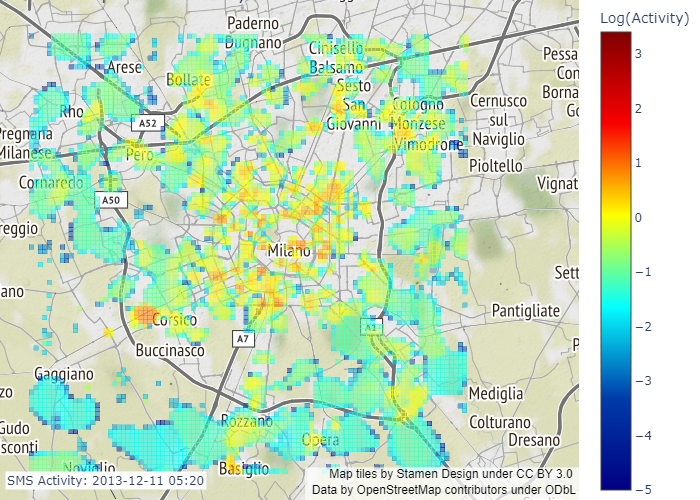 Log(Activity)
Paderno
Dugnano
Cinisello
Balsamo
Pessa
Arese
Bollate
Sesto
San
Giovanni
Cologno
Monzese
Vimodrone
Cernusco
sul
Naviglio
Borna
Rho
A52
Pregnana
Milanese
Pero
Pioltello
Cornaredo
A50
Vignat
reggio
Milano
Sett
ano
Corsico
Pantigliate
A7
A1
P
Buccinasco
Gaggiano
zo
Mediglia
Gudo
sconti
Rozzano
Opera
Colturano
Dresano
Noviglio
Basiglio
SMS Activity: 2013-12-11 05:20
Map tiles by Stamen Design under CC BY 3.0
Data by OpenStreetMap contributors under ODbL
3
2
1
0
−1
−2
−3
−4
−5